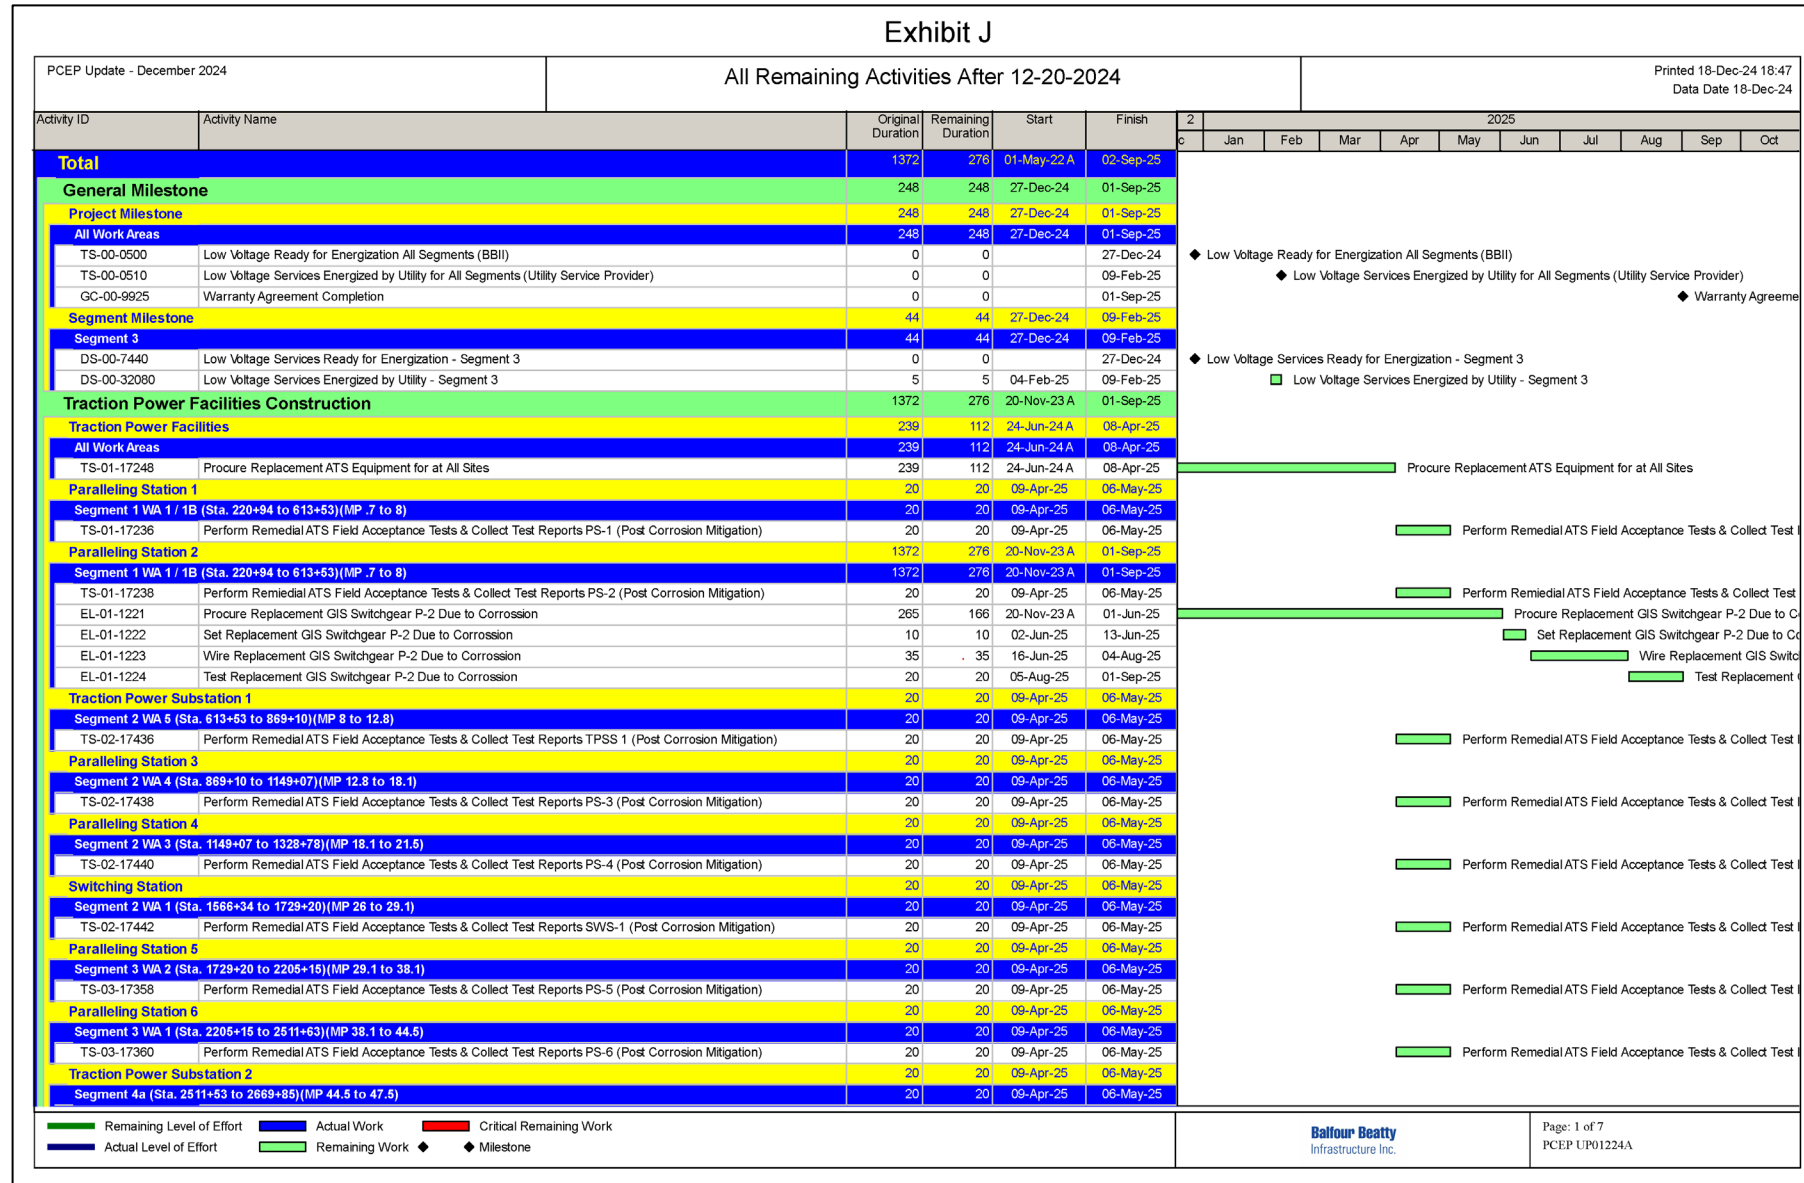 Exhibit J
PCEP Update - December 2024
All Remaining Activities After 12-20-2024
Printed 18-Dec-24 18:47
Data Date 18-Dec-24
Activity ID Activity Name Original Duration Remaining Duration Start Finish 2 2025
c Jan Feb Mar Apr May Jun Jul Aug Sep Oct
Total 1372 276 01-May-22 A 02-Sep-25
General Milestone 248 248 27-Dec-24 01-Sep-25
Project Milestone 248 248 27-Dec-24 01-Sep-25
All Work Areas 248 248 27-Dec-24 01-Sep-25
TS-00-0500 Low Voltage Ready for Energization All Segments (BBII) 0 0 27-Dec-24 Low Voltage Ready for Energization All Segments (BBII)
TS-00-0510 Low Voltage Services Energized by Utility for All Segments (Utility Service Provider) 0 0 09-Feb-25 Low Voltage Services Energized by Utility for All Segments (Utility Service Provider)
GC-00-9925 Warranty Agreement Completion 0 0 01-Sep-25 Warranty Agreeme
Segment Milestone 44 44 27-Dec-24 09-Feb-25
Segment 3 44 44 27-Dec-24 09-Feb-25
DS-00-7440 Low Voltage Services Ready for Energization - Segment 3 0 0 27-Dec-24 Low Voltage Services Ready for Energization - Segment 3
DS-00-32080 Low Voltage Services Energized by Utility - Segment 3 5 5 04-Feb-25 09-Feb-25 Low Voltage Services Energized by Utility - Segment 3
Traction Power Facilities Construction 1372 276 20-Nov-23 A 01-Sep-25
Traction Power Facilities 239 112 24-Jun-24 A 08-Apr-25
All Work Areas 239 112 24-Jun-24 A 08-Apr-25
TS-01-17248 Procure Replacement ATS Equipment for at All Sites 239 112 24-Jun-24 A 08-Apr-25 Procure Replacement ATS Equipment for at All Sites
Paralleling Station 1 20 20 09-Apr-25 06-May-25
Segment 1 WA 1 / 1B (Sta. 220+94 to 613+53)(MP .7 to 8) 20 20 09-Apr-25 06-May-25
TS-01-17236 Perform Remedial ATS Field Acceptance Tests & Collect Test Reports PS-1 (Post Corrosion Mitigation) 20 20 09-Apr-25 06-May-25 Perform Remedial ATS Field Acceptance Tests & Collect Test
Paralleling Station 2 1372 276 20-Nov-23 A 01-Sep-25
Segment 1 WA 1 / 1B (Sta. 220+94 to 613+53)(MP .7 to 8) 1372 276 20-Nov-23 A 01-Sep-25
TS-01-17238 Perform Remiedial ATS Field Acceptance Tests & Collect Test Reports PS-2 (Post Corrosion Mitigation) 20 20 09-Apr-25 06-May-25 Perform Remiedial ATS Field Acceptance Tests & Collect Test
EL-01-1221 Procure Replacement GIS Switchgear P-2 Due to Corrossion 265 166 20-Nov-23 A 01-Jun-25 Procure Replacement GIS Switchgear P-2 Due to C
EL-01-1222 Set Replacement GIS Switchgear P-2 Due to Corrossion 10 10 02-Jun-25 13-Jun-25 Set Replacement GIS Switchgear P-2 Due to Co
EL-01-1223 Wire Replacement GIS Switchgear P-2 Due to Corrossion 35 35 16-Jun-25 04-Aug-25 Wire Replacement GIS Switc
EL-01-1224 Test Replacement GIS Switchgear P-2 Due to Corrossion 20 20 05-Aug-25 01-Sep-25 Test Replacement
Traction Power Substation 1 20 20 09-Apr-25 06-May-25
Segment 2 WA 5 (Sta. 613+53 to 869+10)(MP 8 to 12.8) 20 20 09-Apr-25 06-May-25
TS-02-17436 Perform Remedial ATS Field Acceptance Tests & Collect Test Reports TPSS 1 (Post Corrosion Mitigation) 20 20 09-Apr-25 06-May-25 Perform Remedial ATS Field Acceptance Tests & Collect Test
Paralleling Station 3 20 20 09-Apr-25 06-May-25
Segment 2 WA 4 (Sta. 869+10 to 1149+07)(MP 12.8 to 18.1) 20 20 09-Apr-25 06-May-25
TS-02-17438 Perform Remedial ATS Field Acceptance Tests & Collect Test Reports PS-3 (Post Corrosion Mitigation) 20 20 09-Apr-25 06-May-25 Perform Remedial ATS Field Acceptance Tests & Collect Test
Paralleling Station 4 20 20 09-Apr-25 06-May-25
Segment 2 WA 3 (Sta. 1149+07 to 1328+78)(MP 18.1 to 21.5) 20 20 09-Apr-25 06-May-25
TS-02-17440 Perform Remedial ATS Field Acceptance Tests & Collect Test Reports PS-4 (Post Corrosion Mitigation) 20 20 09-Apr-25 06-May-25 Perform Remedial ATS Field Acceptance Tests & Collect Test
Switching Station 20 20 09-Apr-25 06-May-25
Segment 2 WA 1 (Sta. 1566+34 to 1729+20)(MP 26 to 29.1) 20 20 09-Apr-25 06-May-25
TS-02-17442 Perform Remedial ATS Field Acceptance Tests & Collect Test Reports SWS-1 (Post Corrosion Mitigation) 20 20 09-Apr-25 06-May-25 Perform Remedial ATS Field Acceptance Tests & Collect Test
Paralleling Station 5 20 20 09-Apr-25 06-May-25
Segment 3 WA 2 (Sta. 1729+20 to 2205+15)(MP 29.1 to 38.1) 20 20 09-Apr-25 06-May-25
TS-03-17358 Perform Remedial ATS Field Acceptance Tests & Collect Test Reports PS-5 (Post Corrosion Mitigation) 20 20 09-Apr-25 06-May-25 Perform Remedial ATS Field Acceptance Tests & Collect Test
Paralleling Station 6 20 20 09-Apr-25 06-May-25
Segment 3 WA 1 (Sta. 2205+15 to 2511+63)(MP 38.1 to 44.5) 20 20 09-Apr-25 06-May-25
TS-03-17360 Perform Remedial ATS Field Acceptance Tests & Collect Test Reports PS-6 (Post Corrosion Mitigation) 20 20 09-Apr-25 06-May-25 Perform Remedial ATS Field Acceptance Tests & Collect Test
Traction Power Substation 2 20 20 09-Apr-25 06-May-25
Segment 4a (Sta. 2511+53 to 2669+85)(MP 44.5 to 47.5) 20 20 09-Apr-25 06-May-25
Remaining Level of Effort Actual Work Critical Remaining Work
Actual Level of Effort Remaining Work Milestone
Balfour Beatty
Infrastructure Inc.
Page: 1 of 7
PCEP UP01224A